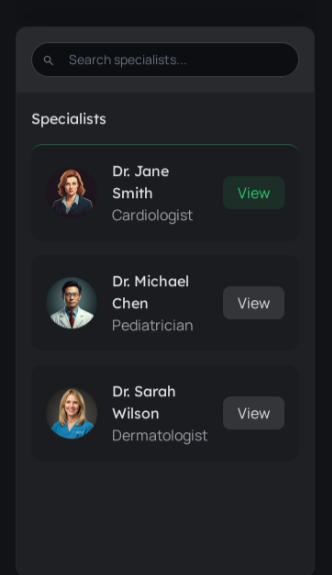 Search specialists...
Specialists
Dr. Jane
Smith
Cardiologist
View
Dr. Michael
Chen
Pediatrician
View
Dr. Sarah
Wilson
Dermatologist
View